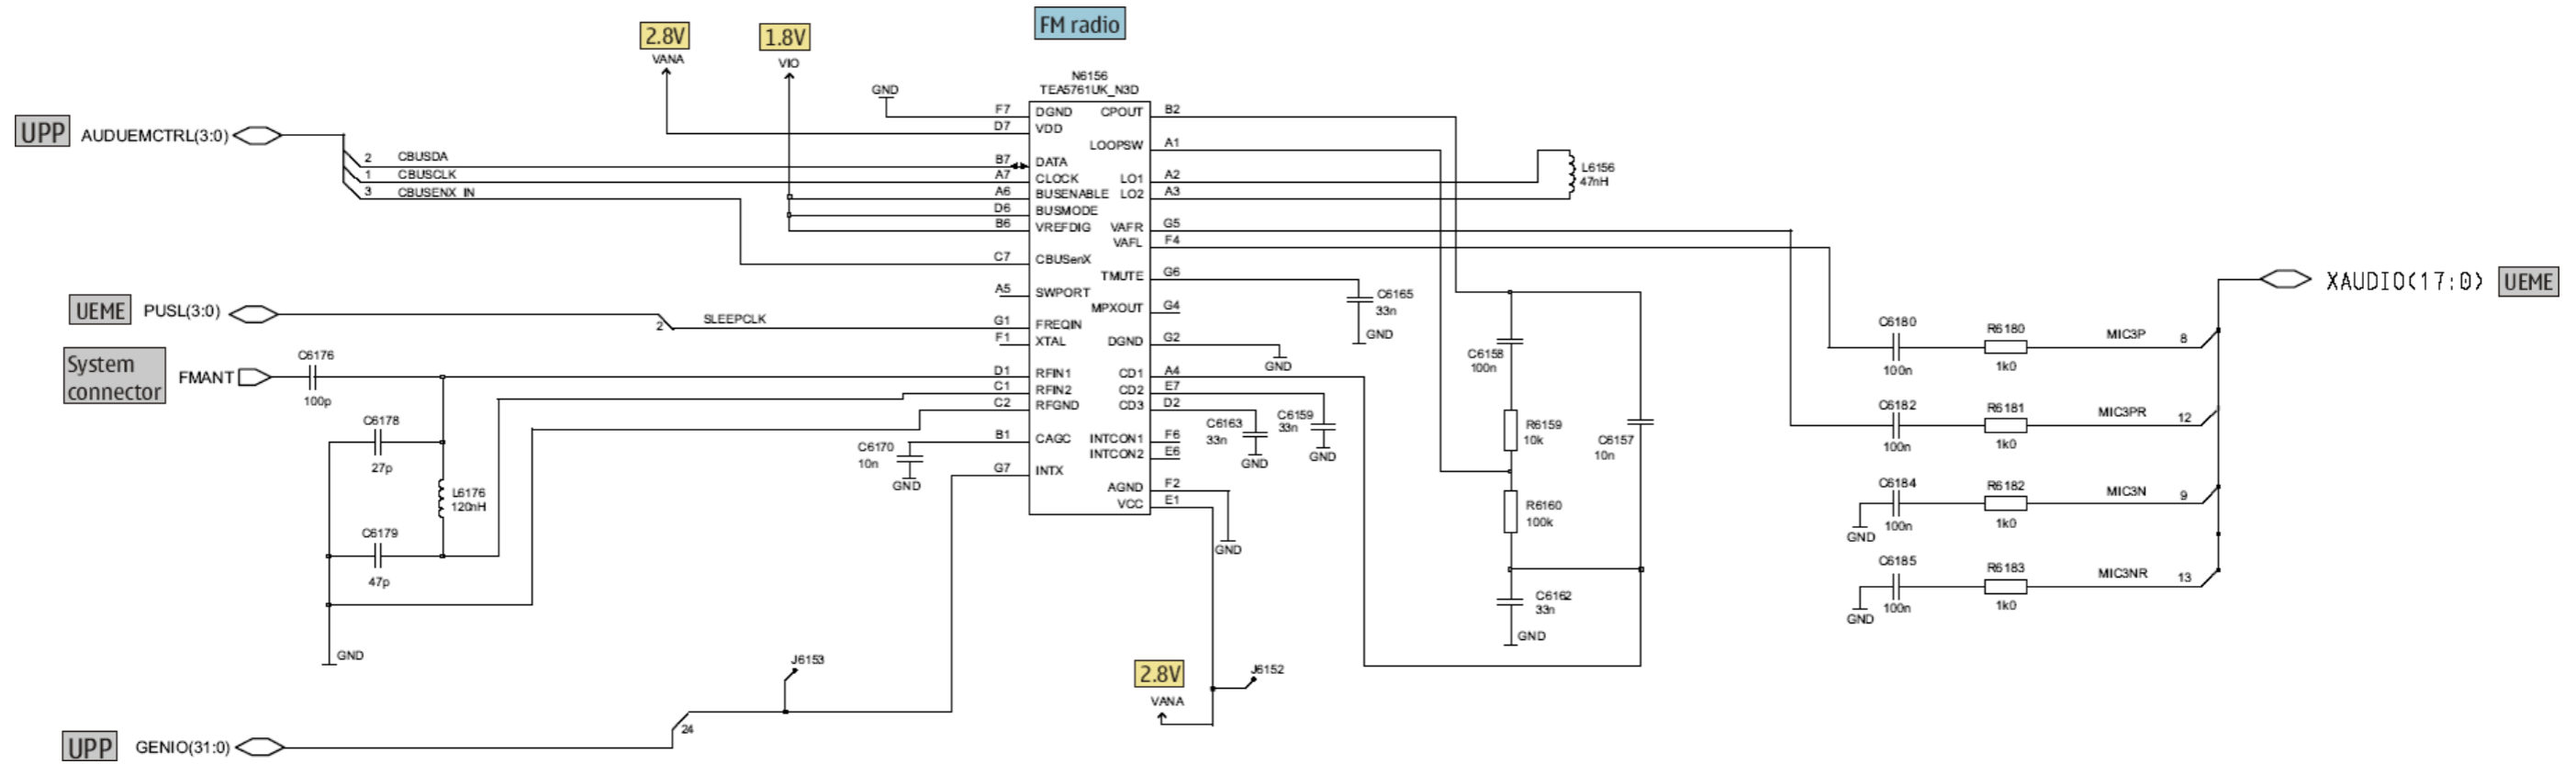 FM radio
2.8V
VANA
1.8V
VIO
N6156
TEA5761UK_N3D
GND
UPP
AUDUEMCTRL(3:0)
2
CBUSDA
1
CBUSCLK
3
CBUSENX_IN
UEME
PUSL(3:0)
2
SLEEPCLK
System
connector
FMANT
C6176
100p
C6178
27p
L6176
120nH
C6179
47p
GND
C6170
10n
GND
J6153
24
UPP
GENIO(31:0)
F7
DGND
D7
VDD
B7
DATA
A7
CLOCK
A6
BUSENABLE
D6
BUSMODE
B6
VREFDIG
C7
CBUSenX
A5
SWPORT
G1
FREQIN
F1
XTAL
D1
RFIN1
C1
RFIN2
C2
RFGND
B1
CAGC
G7
INTX
CPOUT
B2
LOOPSW
A1
LO1
A2
LO2
A3
VAFR
G5
VAFL
F4
TMUTE
G6
MPXOUT
G4
DGND
G2
CD1
A4
CD2
E7
CD3
D2
INTCON1
F6
INTCON2
E6
AGND
F2
VCC
E1
L6156
47nH
C6165
33n
GND
GND
C6163
33n
GND
C6159
33n
GND
GND
2.8V
VANA
J6152
C6158
100n
R6159
10k
C6157
10n
R6160
100k
C6162
33n
GND
C6180
100n
R6180
1k0
MIC3P
8
C6182
100n
R6181
1k0
MIC3PR
12
C6184
100n
GND
R6182
1k0
MIC3N
9
C6185
100n
GND
R6183
1k0
MIC3NR
13
XAUDIO(17:0)
UEME